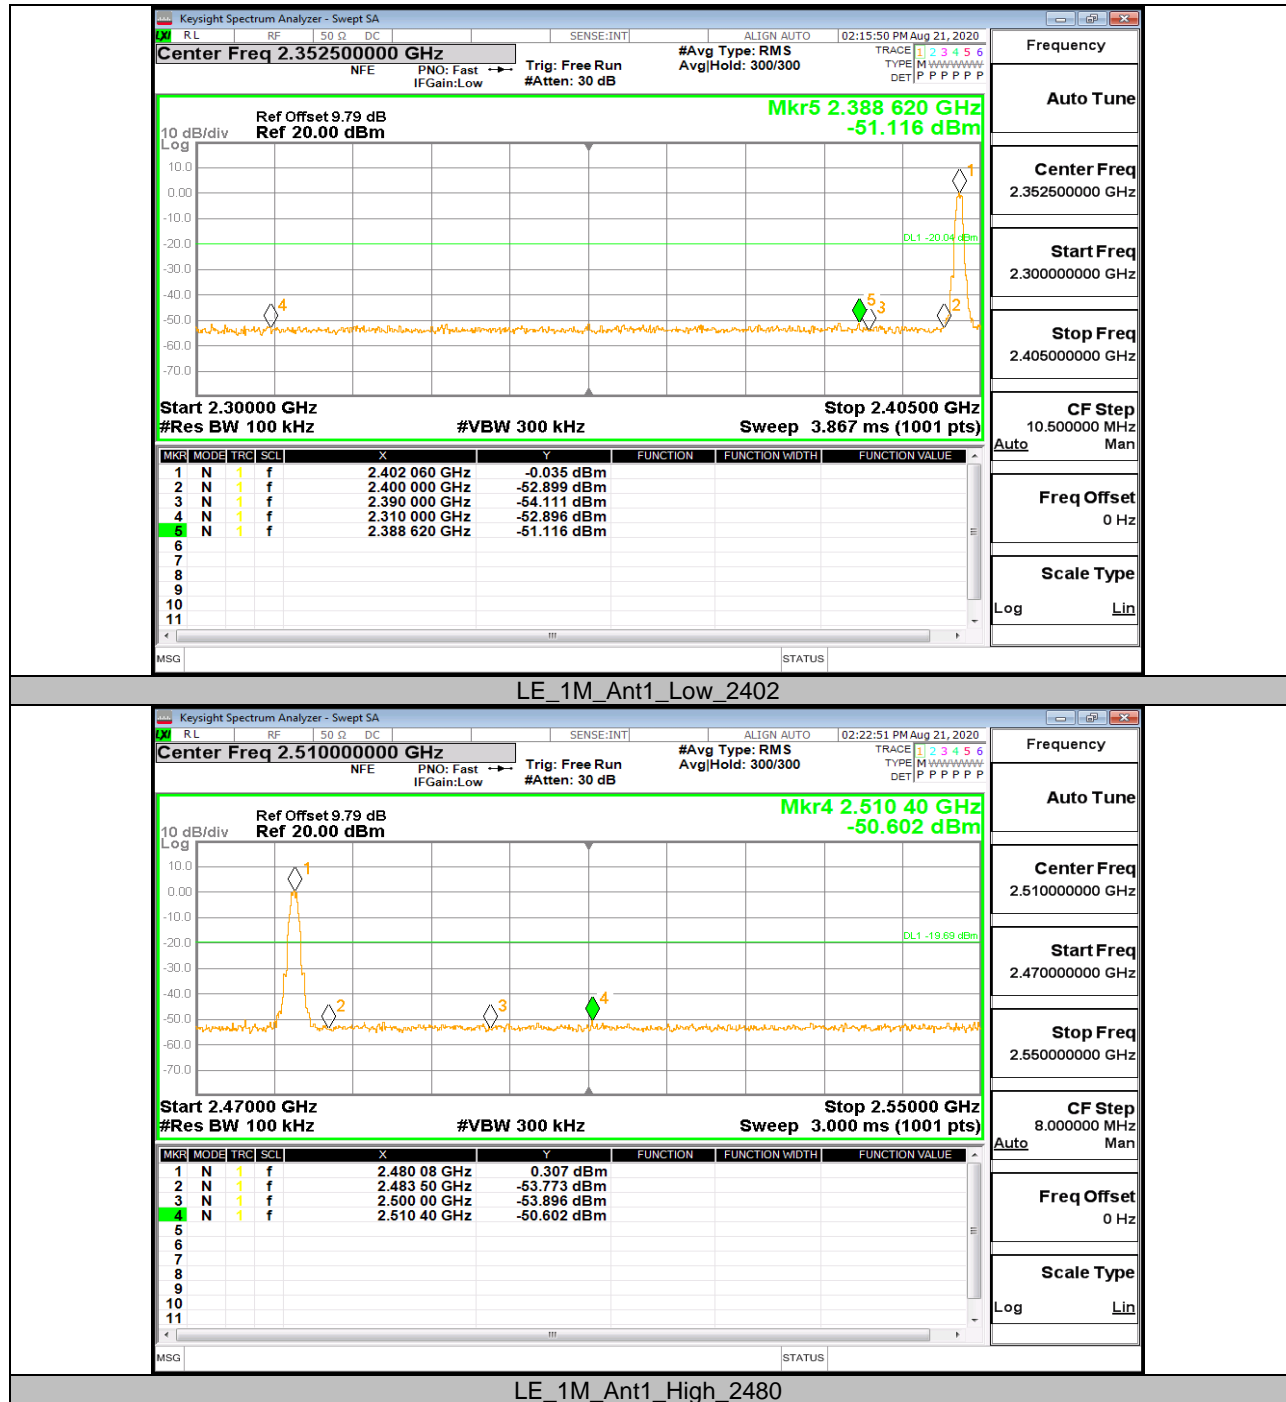 Keysight Spectrum Analyzer - Swept SA
LXI RL RF 50 Ω DC SENSE:INT ALIGN AUTO 02:15:50 PM Aug 21, 2020
Center Freq 2.352500000 GHz
NFE PNO: Fast IFGain:Low
Trig: Free Run
#Atten: 30 dB
#Avg Type: RMS
Avg|Hold: 300/300
TRACE 1 2 3 4 5 6
TYPE M WWWWW
DET P P P P P P
Ref Offset 9.79 dB
10 dB/div Ref 20.00 dBm
Log
Mkr5 2.388 620 GHz
-51.116 dBm
10.0
0.00
-10.0
-20.0
-30.0
-40.0
-50.0
-60.0
-70.0
DL1 -20.04 dBm
1
4
5 3
2
Start 2.30000 GHz Stop 2.40500 GHz
#Res BW 100 kHz #VBW 300 kHz Sweep 3.867 ms (1001 pts)
MKR MODE TRC SCL X Y FUNCTION FUNCTION WIDTH FUNCTION VALUE
1 N 1 f 2.402 060 GHz -0.035 dBm
2 N 1 f 2.400 000 GHz -52.899 dBm
3 N 1 f 2.390 000 GHz -54.111 dBm
4 N 1 f 2.310 000 GHz -52.896 dBm
5 N 1 f 2.388 620 GHz -51.116 dBm
6
7
8
9
10
11
MSG STATUS
Frequency
Auto Tune
Center Freq
2.352500000 GHz
Start Freq
2.300000000 GHz
Stop Freq
2.405000000 GHz
CF Step
10.500000 MHz
Auto Man
Freq Offset
0 Hz
Scale Type
Log Lin
LE_1M_Ant1_Low_2402
Keysight Spectrum Analyzer - Swept SA
LXI RL RF 50 Ω DC SENSE:INT ALIGN AUTO 02:22:51 PM Aug 21, 2020
Center Freq 2.510000000 GHz
NFE PNO: Fast IFGain:Low
Trig: Free Run
#Atten: 30 dB
#Avg Type: RMS
Avg|Hold: 300/300
TRACE 1 2 3 4 5 6
TYPE M WWWWW
DET P P P P P P
Ref Offset 9.79 dB
10 dB/div Ref 20.00 dBm
Log
Mkr4 2.510 40 GHz
-50.602 dBm
10.0
0.00
-10.0
-20.0
-30.0
-40.0
-50.0
-60.0
-70.0
DL1 -19.69 dBm
1
2
3
4
Start 2.47000 GHz Stop 2.55000 GHz
#Res BW 100 kHz #VBW 300 kHz Sweep 3.000 ms (1001 pts)
MKR MODE TRC SCL X Y FUNCTION FUNCTION WIDTH FUNCTION VALUE
1 N 1 f 2.480 08 GHz 0.307 dBm
2 N 1 f 2.483 50 GHz -53.773 dBm
3 N 1 f 2.500 00 GHz -53.896 dBm
4 N 1 f 2.510 40 GHz -50.602 dBm
5
6
7
8
9
10
11
MSG STATUS
Frequency
Auto Tune
Center Freq
2.510000000 GHz
Start Freq
2.470000000 GHz
Stop Freq
2.550000000 GHz
CF Step
8.000000 MHz
Auto Man
Freq Offset
0 Hz
Scale Type
Log Lin
LE_1M_Ant1_High_2480